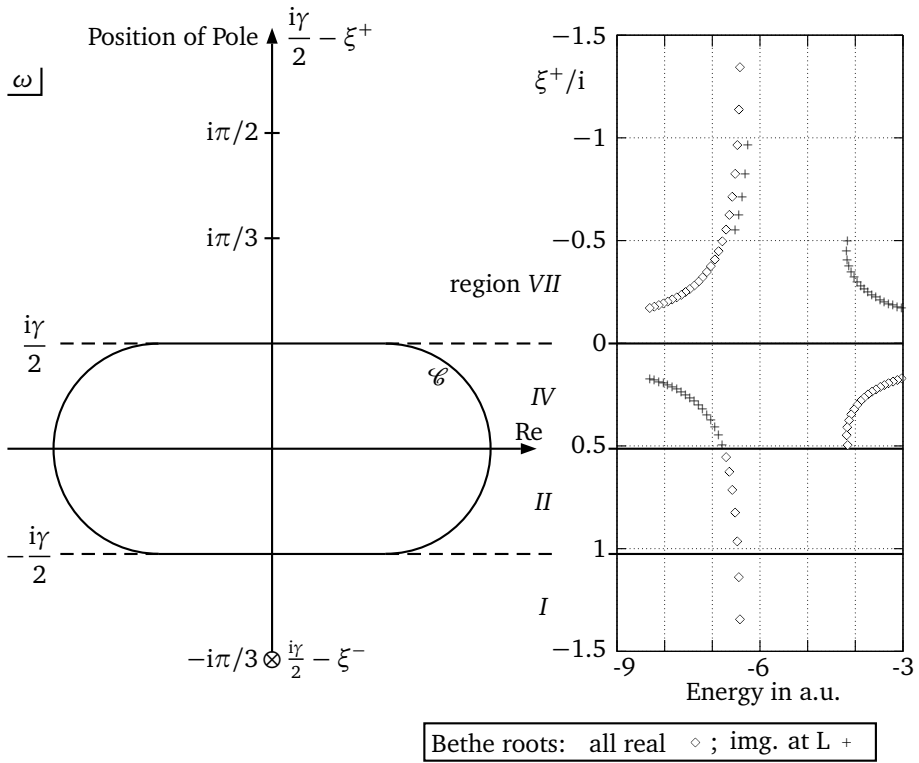 Position of Pole iγ/2 − ξ⁺
ω
iπ/2
iπ/3
iγ/2
𝒞
Re
−iγ/2
−iπ/3 ⊗ iγ/2 − ξ⁻
region VII
IV
II
I
ξ⁺/i
−1.5
−1
−0.5
0
0.5
1
−1.5
-9
-6
-3
Energy in a.u.
Bethe roots: all real ◇ ; img. at L +